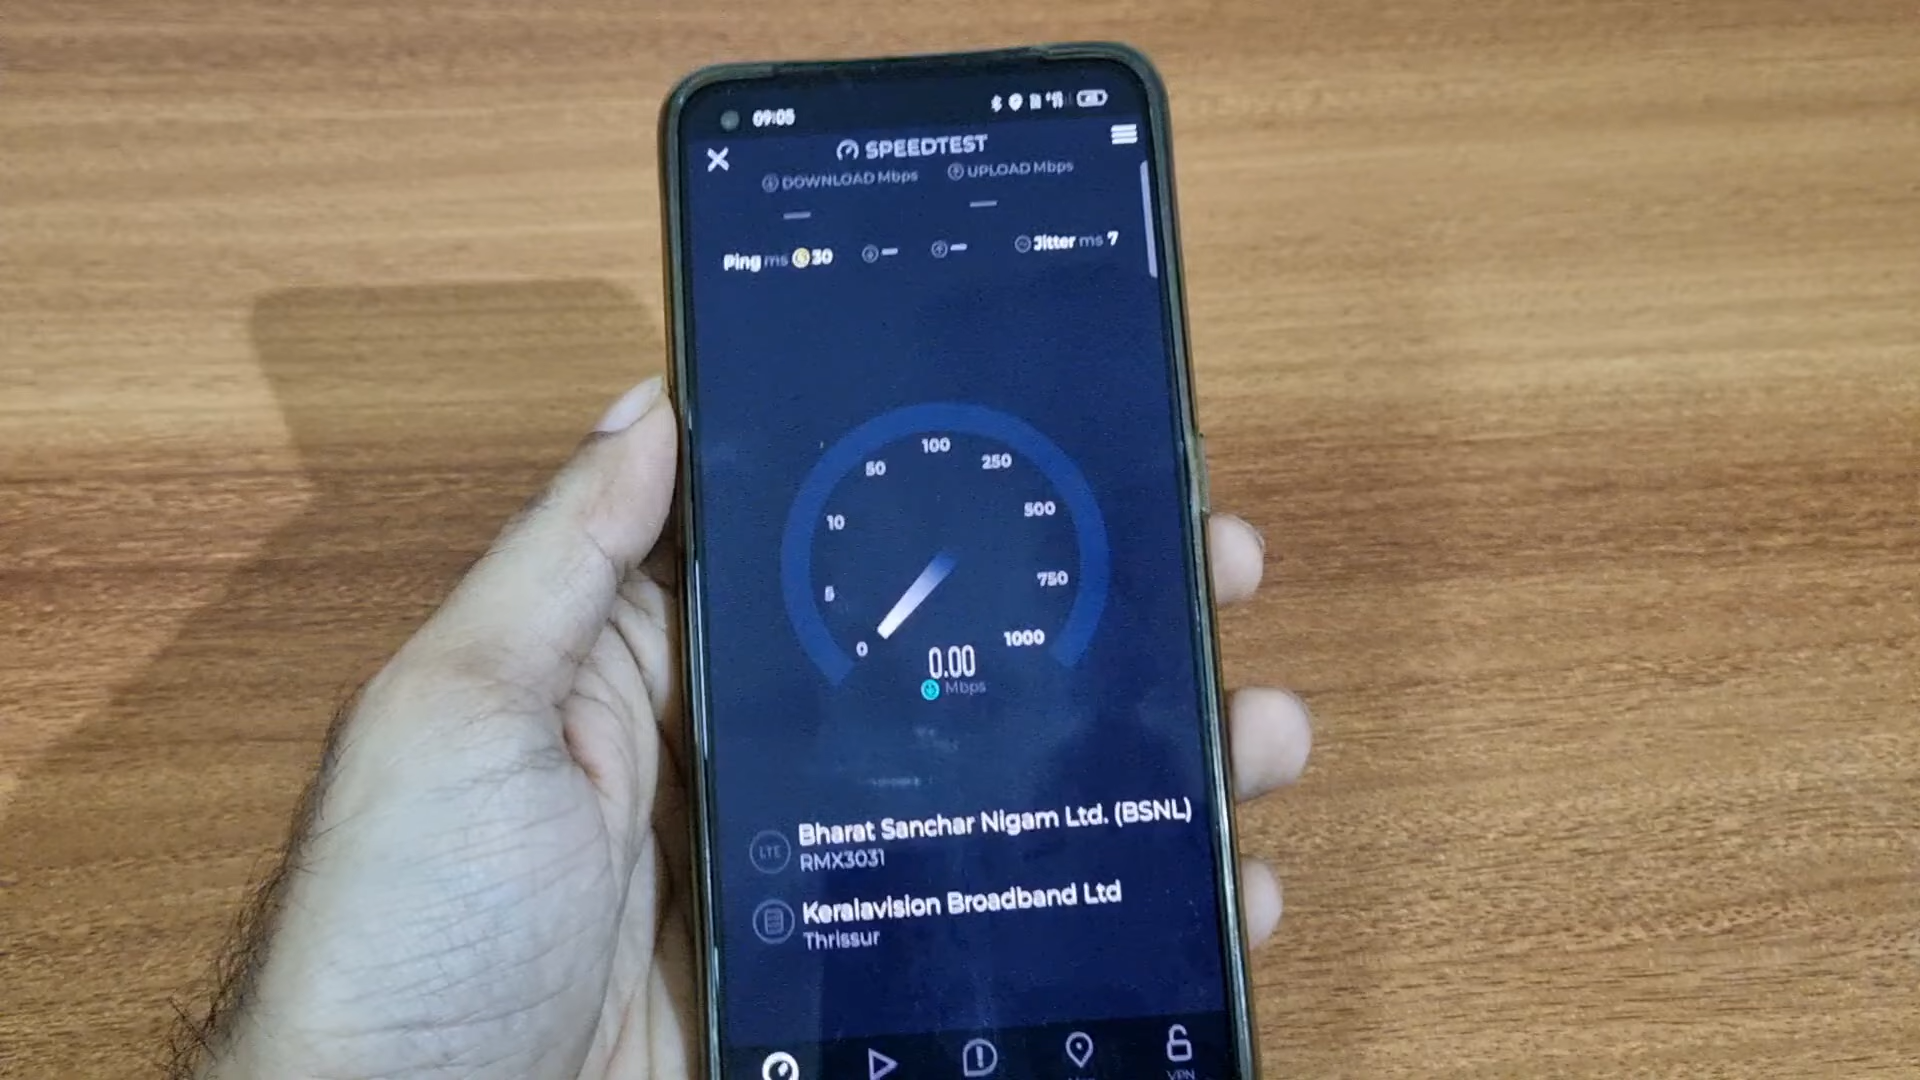 09:05
SPEEDTEST
DOWNLOAD Mbps
UPLOAD Mbps
Ping ms 30
Jitter ms 7
100
50
250
10
500
5
750
0
1000
0.00
Mbps
Bharat Sanchar Nigam Ltd. (BSNL)
LTE
RMX3031
Keralavision Broadband Ltd
Thrissur
VPN